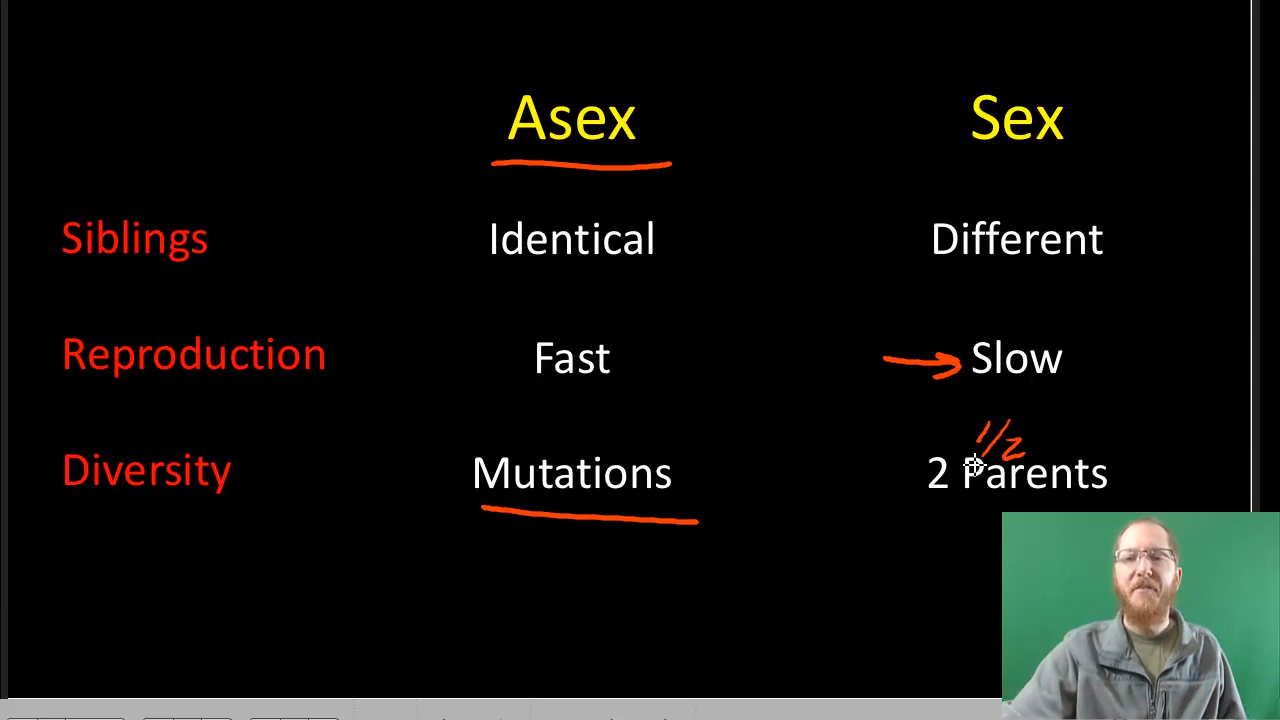 Asex Sex
Siblings Identical Different
Reproduction Fast Slow
1/2
Diversity Mutations 2 Parents